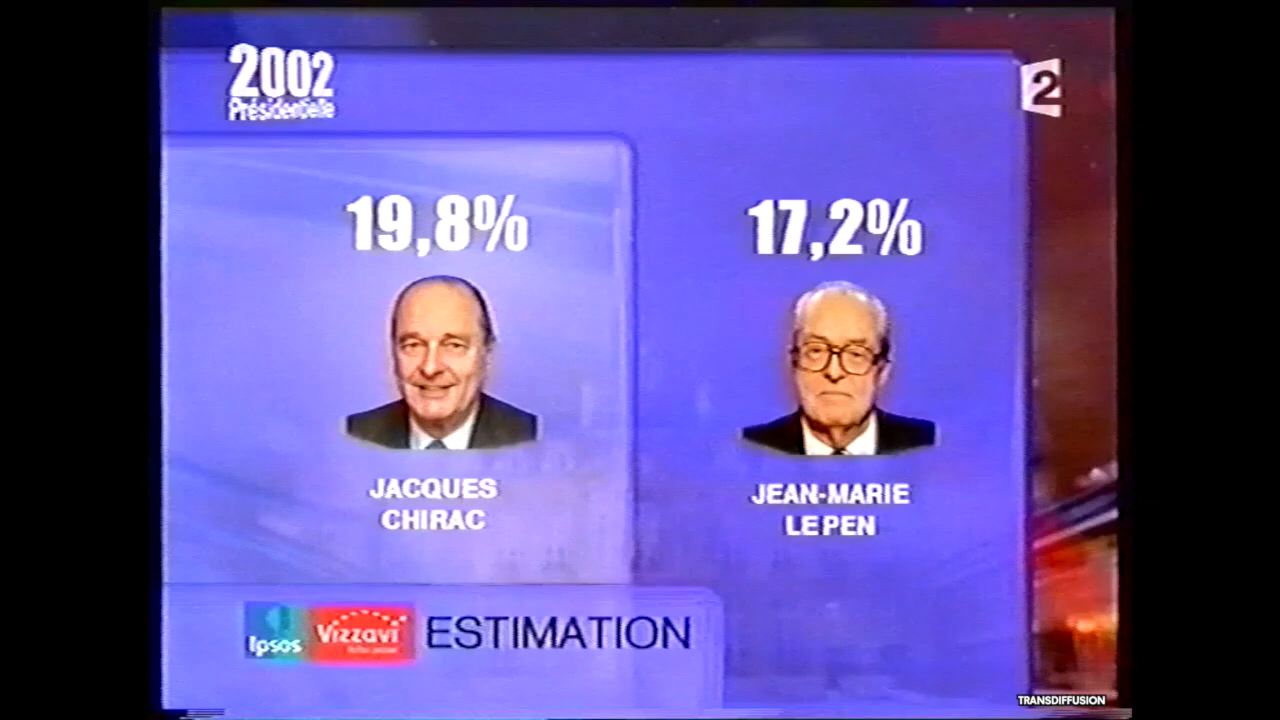 2002
Présidentielle
2
19,8%
17,2%
JACQUES
CHIRAC
JEAN-MARIE
LE PEN
Ipsos
Vizzavi
ESTIMATION
TRANSDIFFUSION